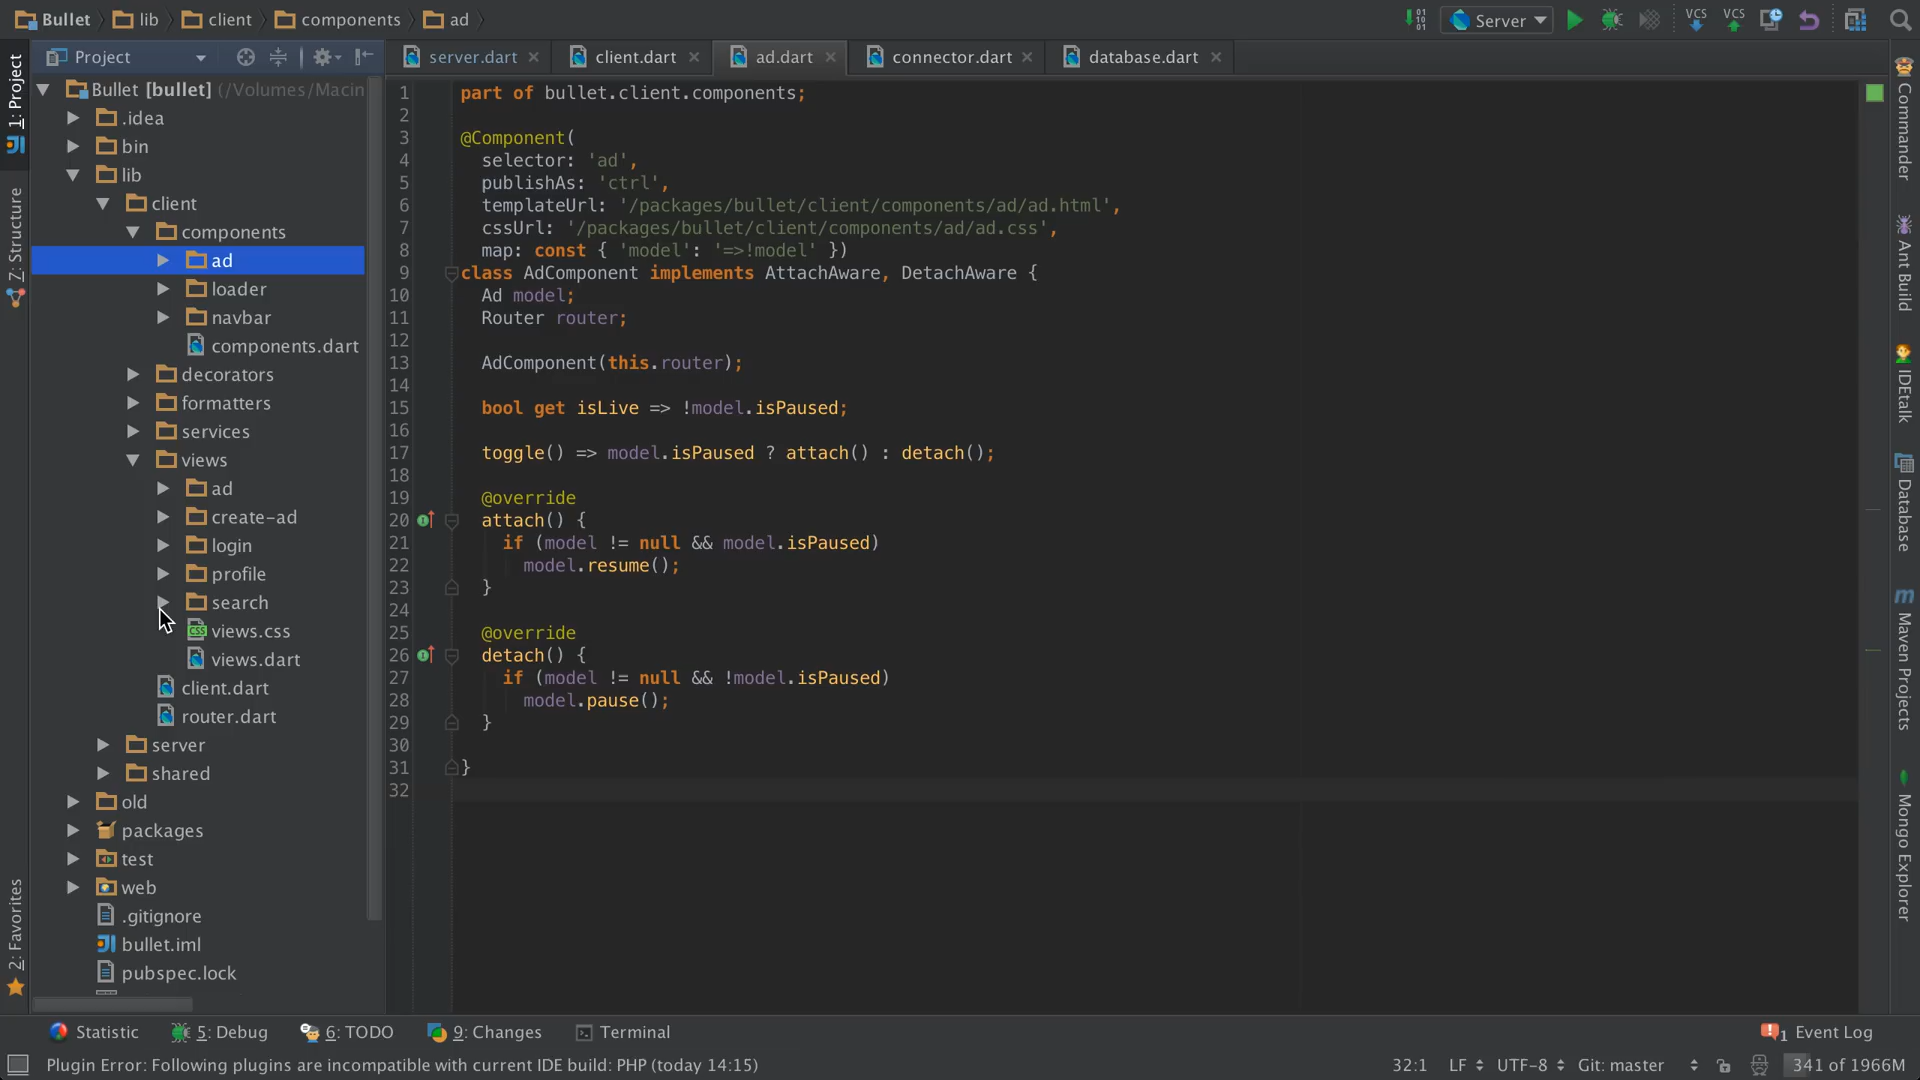 Bullet lib client components ad
Server
VCS VCS
Project
server.dart client.dart ad.dart connector.dart database.dart
1: Project
Z: Structure
2: Favorites
Bullet [bullet] (/Volumes/Macin
.idea
bin
lib
client
components
ad
loader
navbar
components.dart
decorators
formatters
services
views
ad
create-ad
login
profile
search
views.css
views.dart
client.dart
router.dart
server
shared
old
packages
test
web
.gitignore
bullet.iml
pubspec.lock
1 part of bullet.client.components;
2
3 @Component(
4 selector: 'ad',
5 publishAs: 'ctrl',
6 templateUrl: '/packages/bullet/client/components/ad/ad.html',
7 cssUrl: '/packages/bullet/client/components/ad/ad.css',
8 map: const { 'model': '=>!model' })
9 class AdComponent implements AttachAware, DetachAware {
10 Ad model;
11 Router router;
12
13 AdComponent(this.router);
14
15 bool get isLive => !model.isPaused;
16
17 toggle() => model.isPaused ? attach() : detach();
18
19 @override
20 attach() {
21 if (model != null && model.isPaused)
22 model.resume();
23 }
24
25 @override
26 detach() {
27 if (model != null && !model.isPaused)
28 model.pause();
29 }
30
31 }
32
Commander
Ant Build
IDEtalk
Database
Maven Projects
Mongo Explorer
Statistic 5: Debug 6: TODO 9: Changes Terminal 1 Event Log
Plugin Error: Following plugins are incompatible with current IDE build: PHP (today 14:15) 32:1 LF UTF-8 Git: master 341 of 1966M